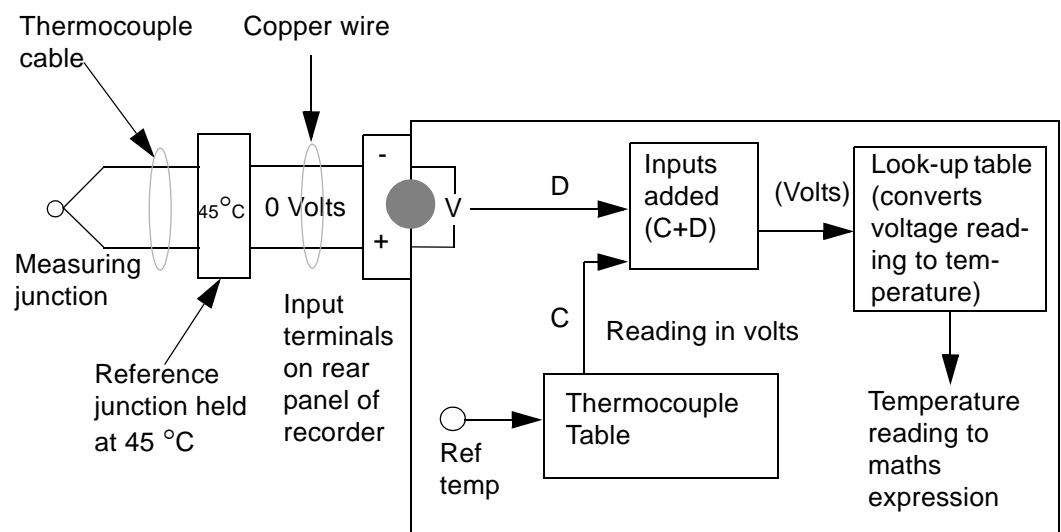 Thermocouple
cable
Copper wire
45°C
0 Volts
-
+
V
Measuring
junction
Reference
junction held
at 45 °C
Input
terminals
on rear
panel of
recorder
D
C
Inputs
added
(C+D)
(Volts)
Look-up table
(converts
voltage read-
ing to tem-
perature)
Reading in volts
Ref
temp
Thermocouple
Table
Temperature
reading to
maths
expression